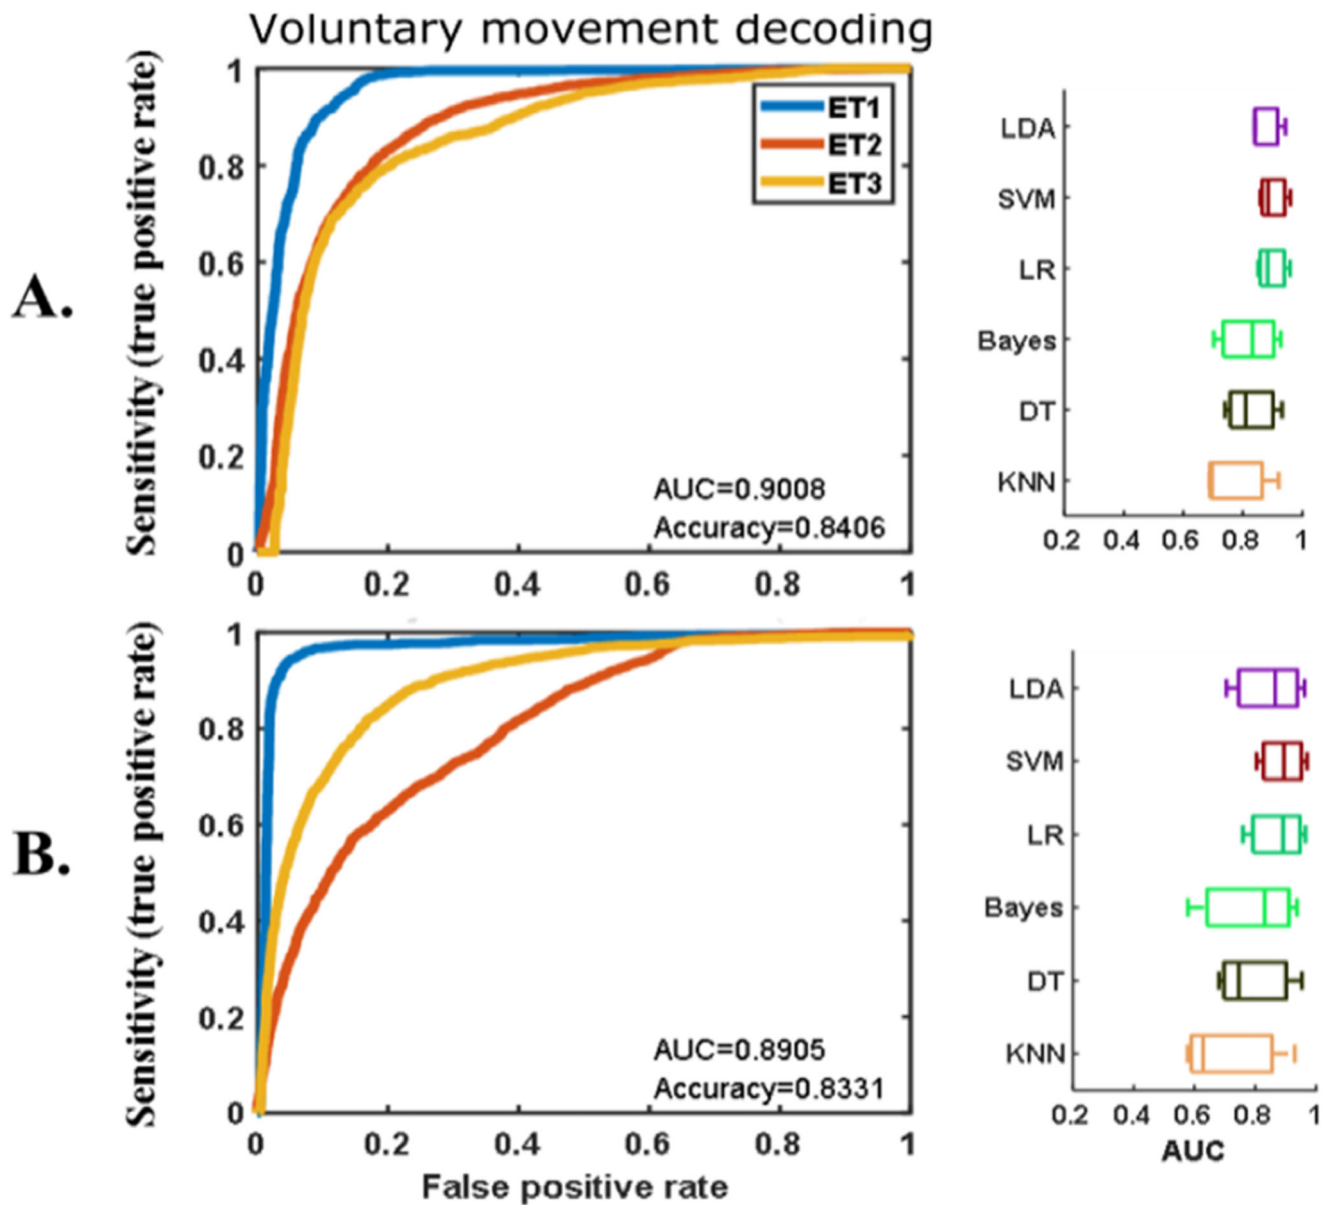 Voluntary movement decoding
A.
Sensitivity (true positive rate)
1
0.8
0.6
0.4
0.2
0
0 0.2 0.4 0.6 0.8 1
ET1
ET2
ET3
AUC=0.9008
Accuracy=0.8406
LDA
SVM
LR
Bayes
DT
KNN
0.2 0.4 0.6 0.8 1
B.
Sensitivity (true positive rate)
1
0.8
0.6
0.4
0.2
0
0 0.2 0.4 0.6 0.8 1
False positive rate
AUC=0.8905
Accuracy=0.8331
LDA
SVM
LR
Bayes
DT
KNN
0.2 0.4 0.6 0.8 1
AUC